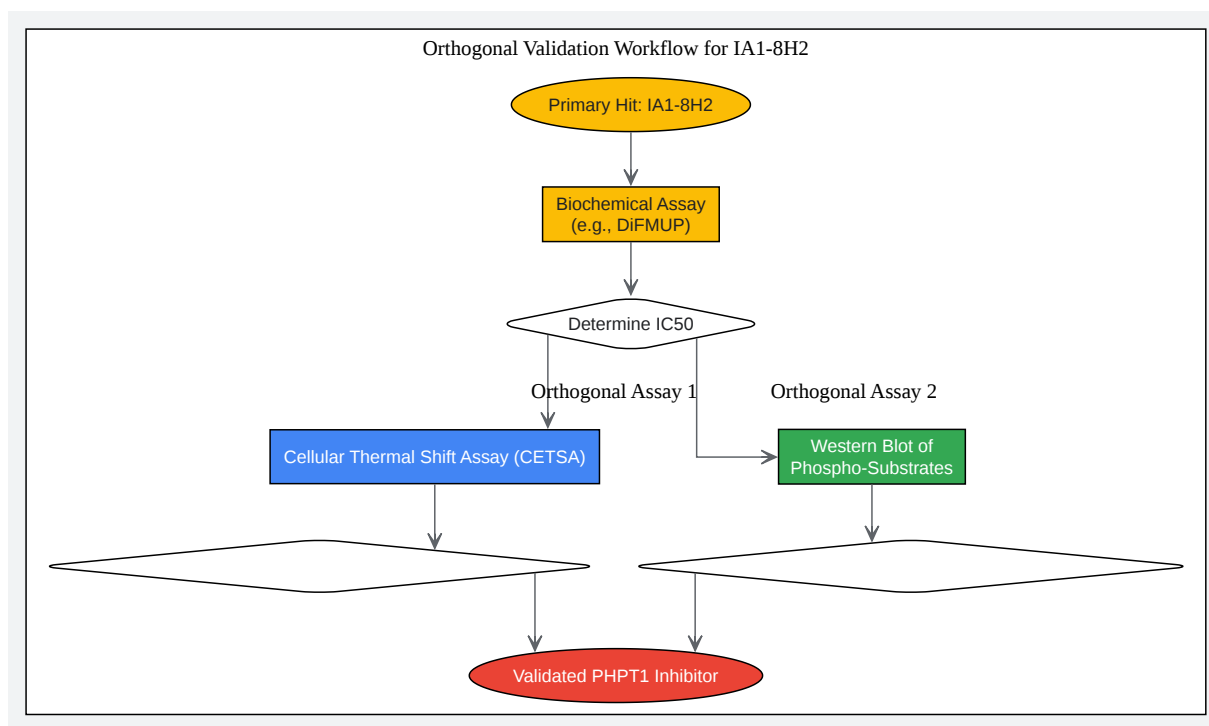 Orthogonal Validation Workflow for IA1-8H2
Primary Hit: IA1-8H2
Biochemical Assay
(e.g., DiFMUP)
Determine IC50
Orthogonal Assay 1
Orthogonal Assay 2
Cellular Thermal Shift Assay (CETSA)
Western Blot of
Phospho-Substrates
Validated PHPT1 Inhibitor